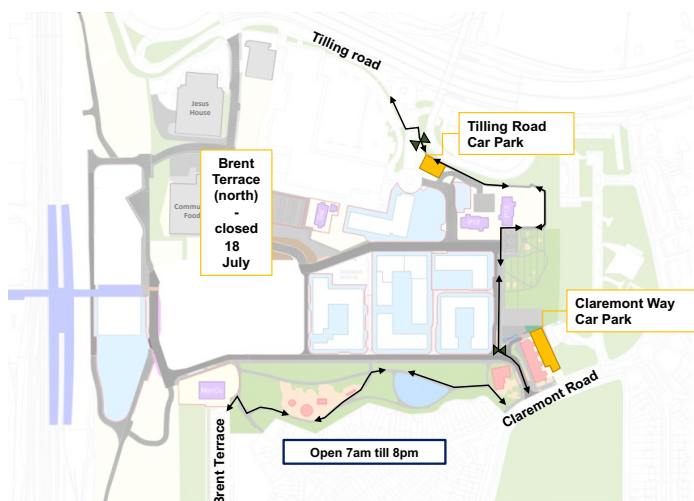 Tilling road
Jesus
House
Tilling Road
Car Park
Brent
Terrace
(north)
-
closed
18
July
Food
Claremont Way
Car Park
Claremont Road
Brent Terrace
Open 7am till 8pm